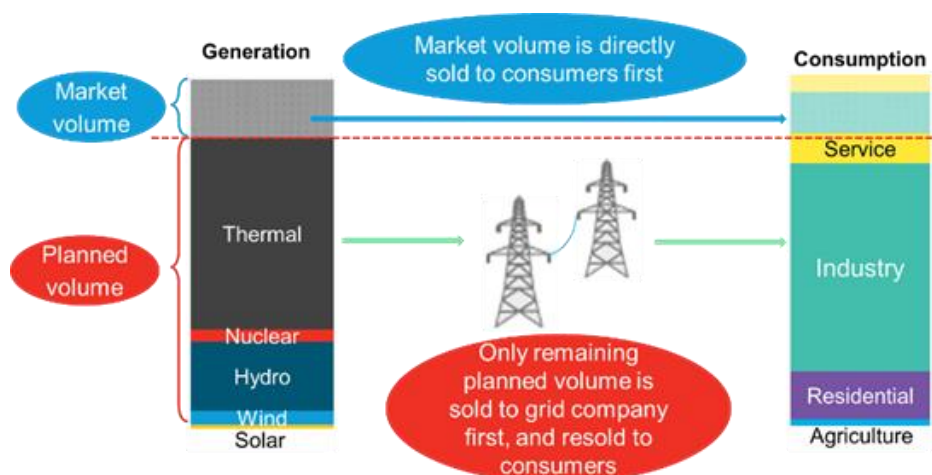 Generation
Market volume is directly
sold to consumers first
Consumption
Market
volume
Service
Thermal
Planned
volume
Industry
Nuclear
Hydro
Only remaining
planned volume is
sold to grid company
first, and resold to
consumers
Residential
Wind
Solar
Agriculture